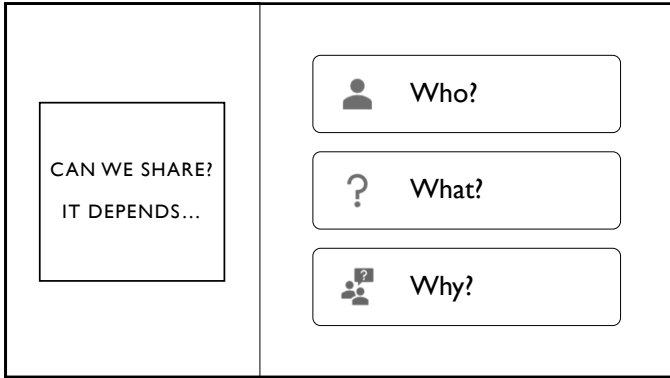 CAN WE SHARE?
IT DEPENDS…
Who?
?
What?
?
Why?